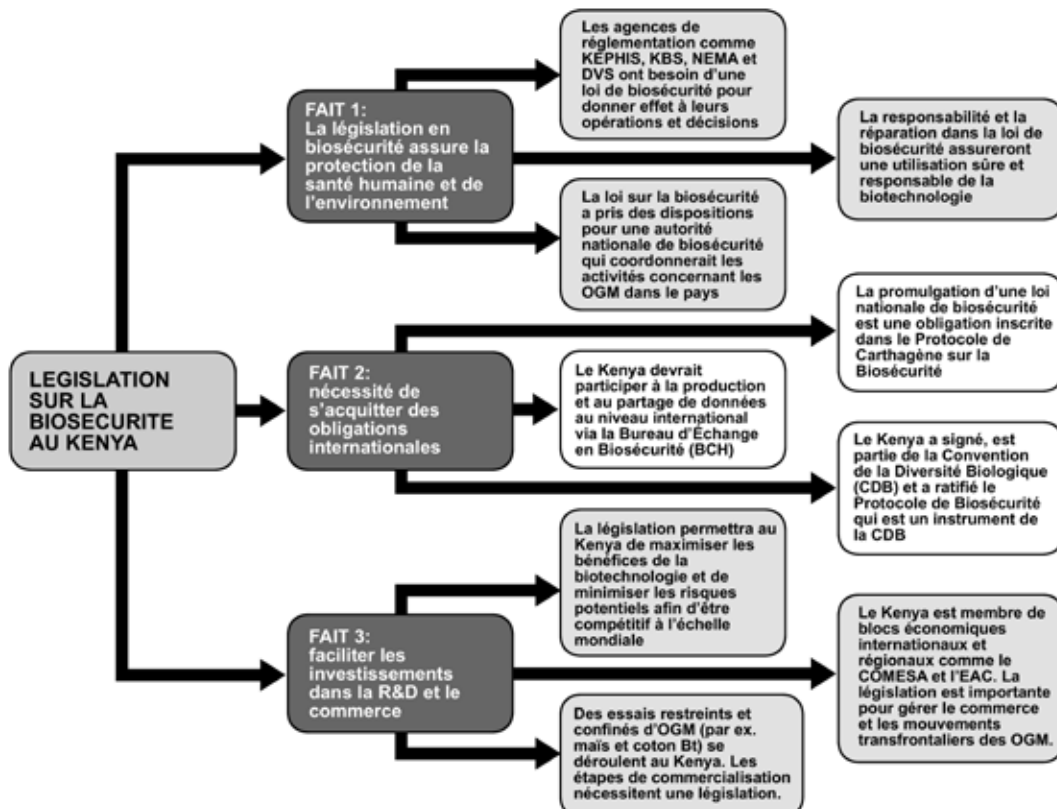 LEGISLATION
SUR LA
BIOSECURITE
AU KENYA
FAIT 1:
La législation en
biosécurité assure la
protection de la
santé humaine et de
l'environnement
Les agences de
réglementation comme
KEPHIS, KBS, NEMA et
DVS ont besoin d'une
loi de biosécurité pour
donner effet à leurs
opérations et décisions
La responsabilité et la
réparation dans la loi de
biosécurité assureront
une utilisation sûre et
responsable de la
biotechnologie
La loi sur la biosécurité
a pris des dispositions
pour une autorité
nationale de biosécurité
qui coordonnerait les
activités concernant les
OGM dans le pays
FAIT 2:
nécessité de
s'acquitter des
obligations
internationales
La promulgation d'une loi
nationale de biosécurité
est une obligation inscrite
dans le Protocole de
Carthagène sur la
Biosécurité
Le Kenya devrait
participer à la production
et au partage de données
au niveau international
via la Bureau d'Échange
en Biosécurité (BCH)
Le Kenya a signé, est
partie de la Convention
de la Diversité Biologique
(CDB) et a ratifié le
Protocole de Biosécurité
qui est un instrument de
la CDB
FAIT 3:
faciliter les
investissements
dans la R&D et le
commerce
La législation permettra au
Kenya de maximiser les
bénéfices de la
biotechnologie et de
minimiser les risques
potentiels afin d'être
compétitif à l'échelle
mondiale
Le Kenya est membre de
blocs économiques
internationaux et
régionaux comme le
COMESA et l'EAC. La
législation est importante
pour gérer le commerce
et les mouvements
transfrontaliers des OGM.
Des essais restreints et
confinés d'OGM (par ex.
maïs et coton Bt) se
déroulent au Kenya. Les
étapes de commercialisation
nécessitent une législation.